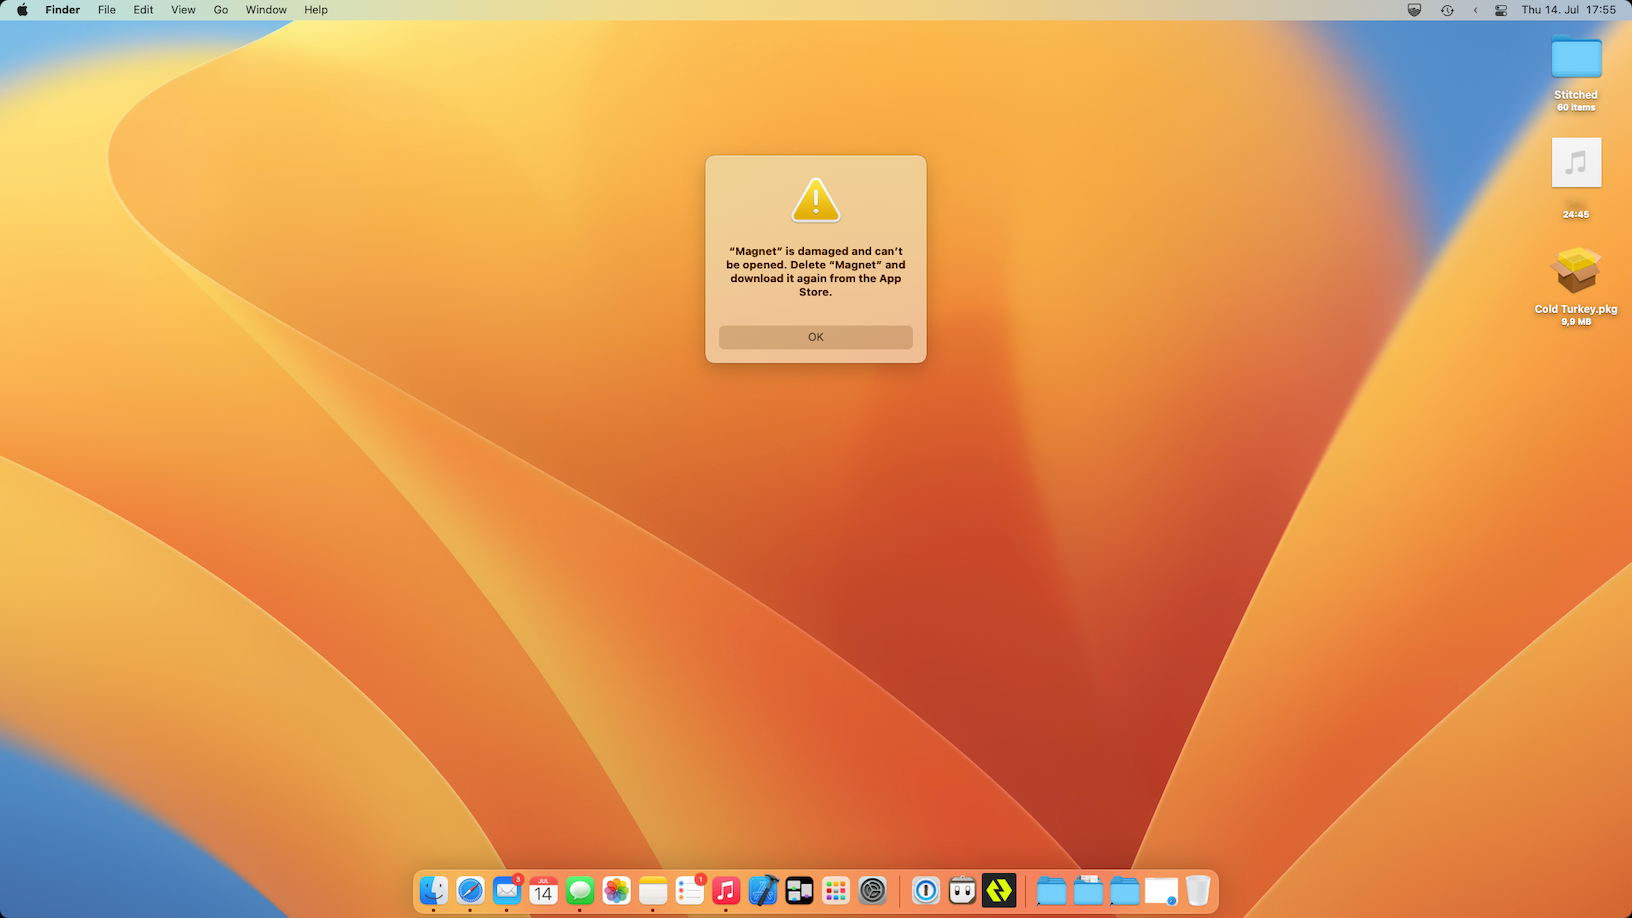 Finder File Edit View Go Window Help
Thu 14. Jul 17:55
Stitched
60 items
24:45
Cold Turkey.pkg
9,9 MB
“Magnet” is damaged and can’t
be opened. Delete “Magnet” and
download it again from the App
Store.
OK
3
JUL
14
1